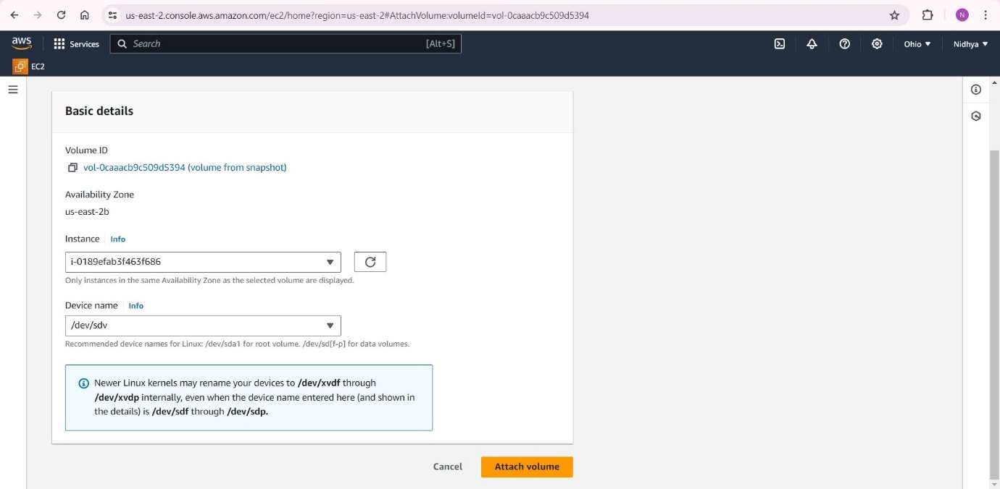 us-east-2.console.aws.amazon.com/ec2/home?region=us-east-2#AttachVolume:volumeId=vol-0caaacb9c509d5394
N
aws
Services
Search
[Alt+S]
Ohio
Nidhya
EC2
Basic details
Volume ID
vol-0caaacb9c509d5394 (volume from snapshot)
Availability Zone
us-east-2b
Instance Info
i-0189efab3f463f686
Only instances in the same Availability Zone as the selected volume are displayed.
Device name Info
/dev/sdv
Recommended device names for Linux: /dev/sda1 for root volume. /dev/sd[f-p] for data volumes.
Newer Linux kernels may rename your devices to /dev/xvdf through
/dev/xvdp internally, even when the device name entered here (and shown in
the details) is /dev/sdf through /dev/sdp.
Cancel
Attach volume